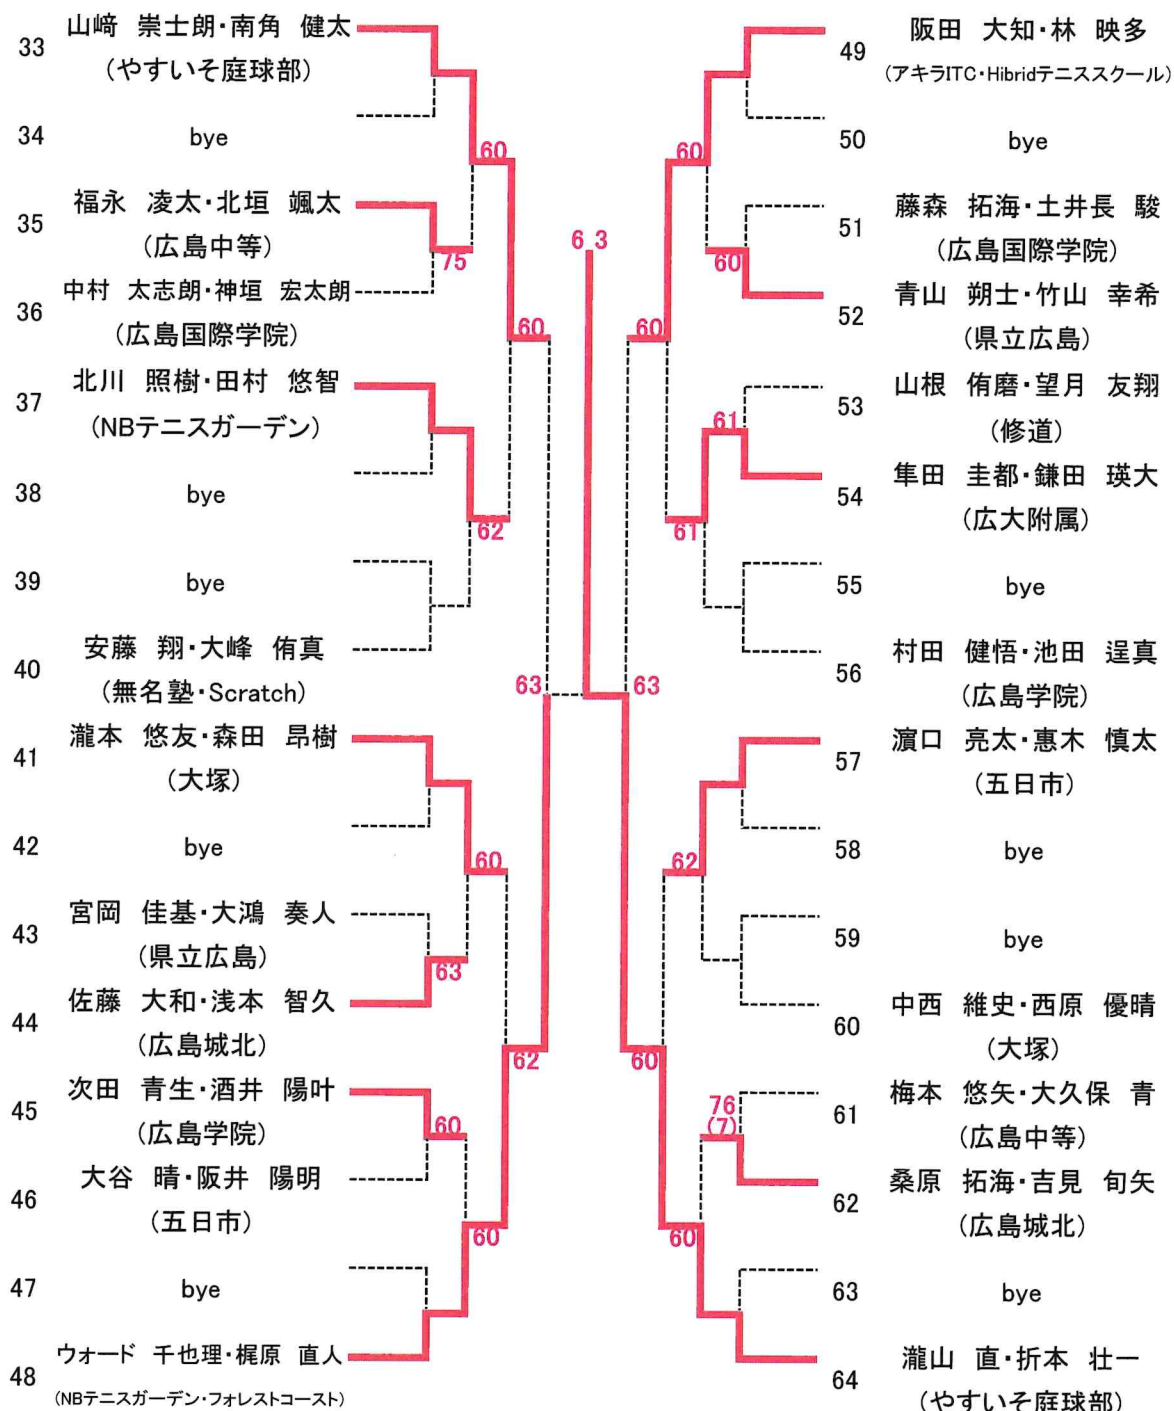 33 山﨑 崇士朗・南角 健太
(やすいそ庭球部)
34 bye
35 福永 凌太・北垣 颯太
(広島中等)
36 中村 太志朗・神垣 宏太朗
(広島国際学院)
37 北川 照樹・田村 悠智
(NBテニスガーデン)
38 bye
39 bye
40 安藤 翔・大峰 侑真
(無名塾・Scratch)
41 瀧本 悠友・森田 昂樹
(大塚)
42 bye
43 宮岡 佳基・大鴻 奏人
(県立広島)
44 佐藤 大和・浅本 智久
(広島城北)
45 次田 青生・酒井 陽叶
(広島学院)
46 大谷 晴・阪井 陽明
(五日市)
47 bye
48 ウォード 千也理・梶原 直人
(NBテニスガーデン・フォレストコースト)
60
75
60
62
63
60
63
62
60
60
6 3
60
60
60
61
61
63
62
60
76
(7)
60
49 阪田 大知・林 映多
(アキラITC・Hibridテニススクール)
50 bye
51 藤森 拓海・土井長 駿
(広島国際学院)
52 青山 朔士・竹山 幸希
(県立広島)
53 山根 侑磨・望月 友翔
(修道)
54 隼田 圭都・鎌田 瑛大
(広大附属)
55 bye
56 村田 健悟・池田 逞真
(広島学院)
57 濵口 亮太・惠木 慎太
(五日市)
58 bye
59 bye
60 中西 維史・西原 優晴
(大塚)
61 梅本 悠矢・大久保 青
(広島中等)
62 桑原 拓海・吉見 旬矢
(広島城北)
63 bye
64 瀧山 直・折本 壮一
(やすいそ庭球部)